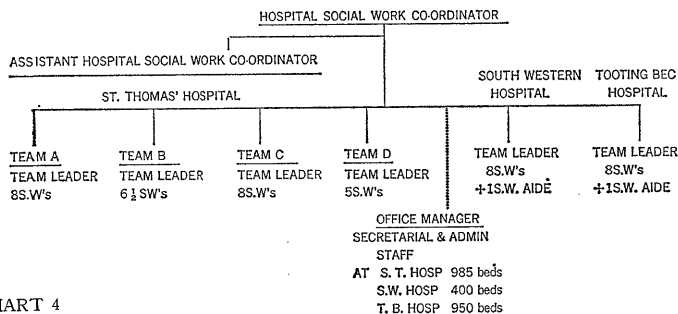 HOSPITAL SOCIAL WORK CO-ORDINATOR
ASSISTANT HOSPITAL SOCIAL WORK CO-ORDINATOR
ST. THOMAS' HOSPITAL
SOUTH WESTERN
HOSPITAL
TOOTING BEC
HOSPITAL
TEAM A
TEAM LEADER
8S.W's
TEAM B
TEAM LEADER
6½ SW's
TEAM C
TEAM LEADER
8S.W's
TEAM D
TEAM LEADER
5S.W's
TEAM LEADER
8S.W's
+1S.W. AIDE
TEAM LEADER
8S.W's
+1S.W. AIDE
OFFICE MANAGER
SECRETARIAL & ADMIN
STAFF
AT S. T. HOSP 985 beds
S.W. HOSP 400 beds
T. B. HOSP 950 beds
HART 4